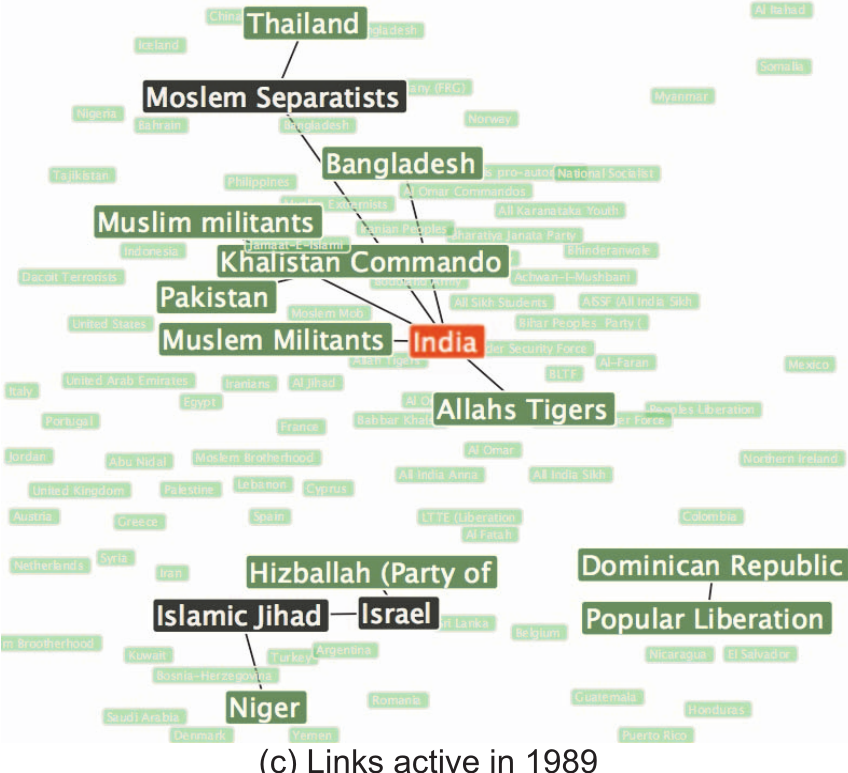 China
Thailand
gladesh
Al Itahad
Iceland
Somalia
Moslem Separatists
any (FRG)
Myanmar
Nigeria
Bahrain
Bangladesh
Norway
Bangladesh
Tajikistan
National Socialist
Philippines
Al Omar Commandos
Extremists
All Karanataka Youth
Muslim militants
Iranian Peoples
Bharatiya Janata Party
Indonesia
Jamaat-E-Islami
Bhinderanwale
Khalistan Commando
Dacoit Terrorists
Achwan-I-Mushbani
Pakistan
All Sikh Students
AISSF (All India Sikh
Moslem Mob
United States
Bihar Peoples Party (
Muslem Militants
India
der Security Force
Allah Tigers
Al-Faran
Mexico
BLTF
United Arab Emirates
Iranians
Al Jihad
Italy
Egypt
Allahs Tigers
Peoples Liberation
Portugal
France
Babbar Khals
er Force
Al Omar
Jordan
Abu Nidal
Moslem Brotherhood
Northern Ireland
All India Anna
All India Sikh
United Kingdom
Palestine
Lebanon
Cyprus
Austria
Greece
Spain
LTTE (Liberation
Colombia
Al Fatah
Netherlands
Syria
Iran
Hizballah (Party of
Dominican Republic
Islamic Jihad
Israel
Popular Liberation
Sri Lanka
Belgium
m Brootherhood
Kuwait
Turkey
Argentina
Nicaragua
El Salvador
Bosnia-Herzegovina
Niger
Romania
Guatemala
Honduras
Saudi Arabia
Denmark
Yemen
Puerto Rico
(c) Links active in 1989